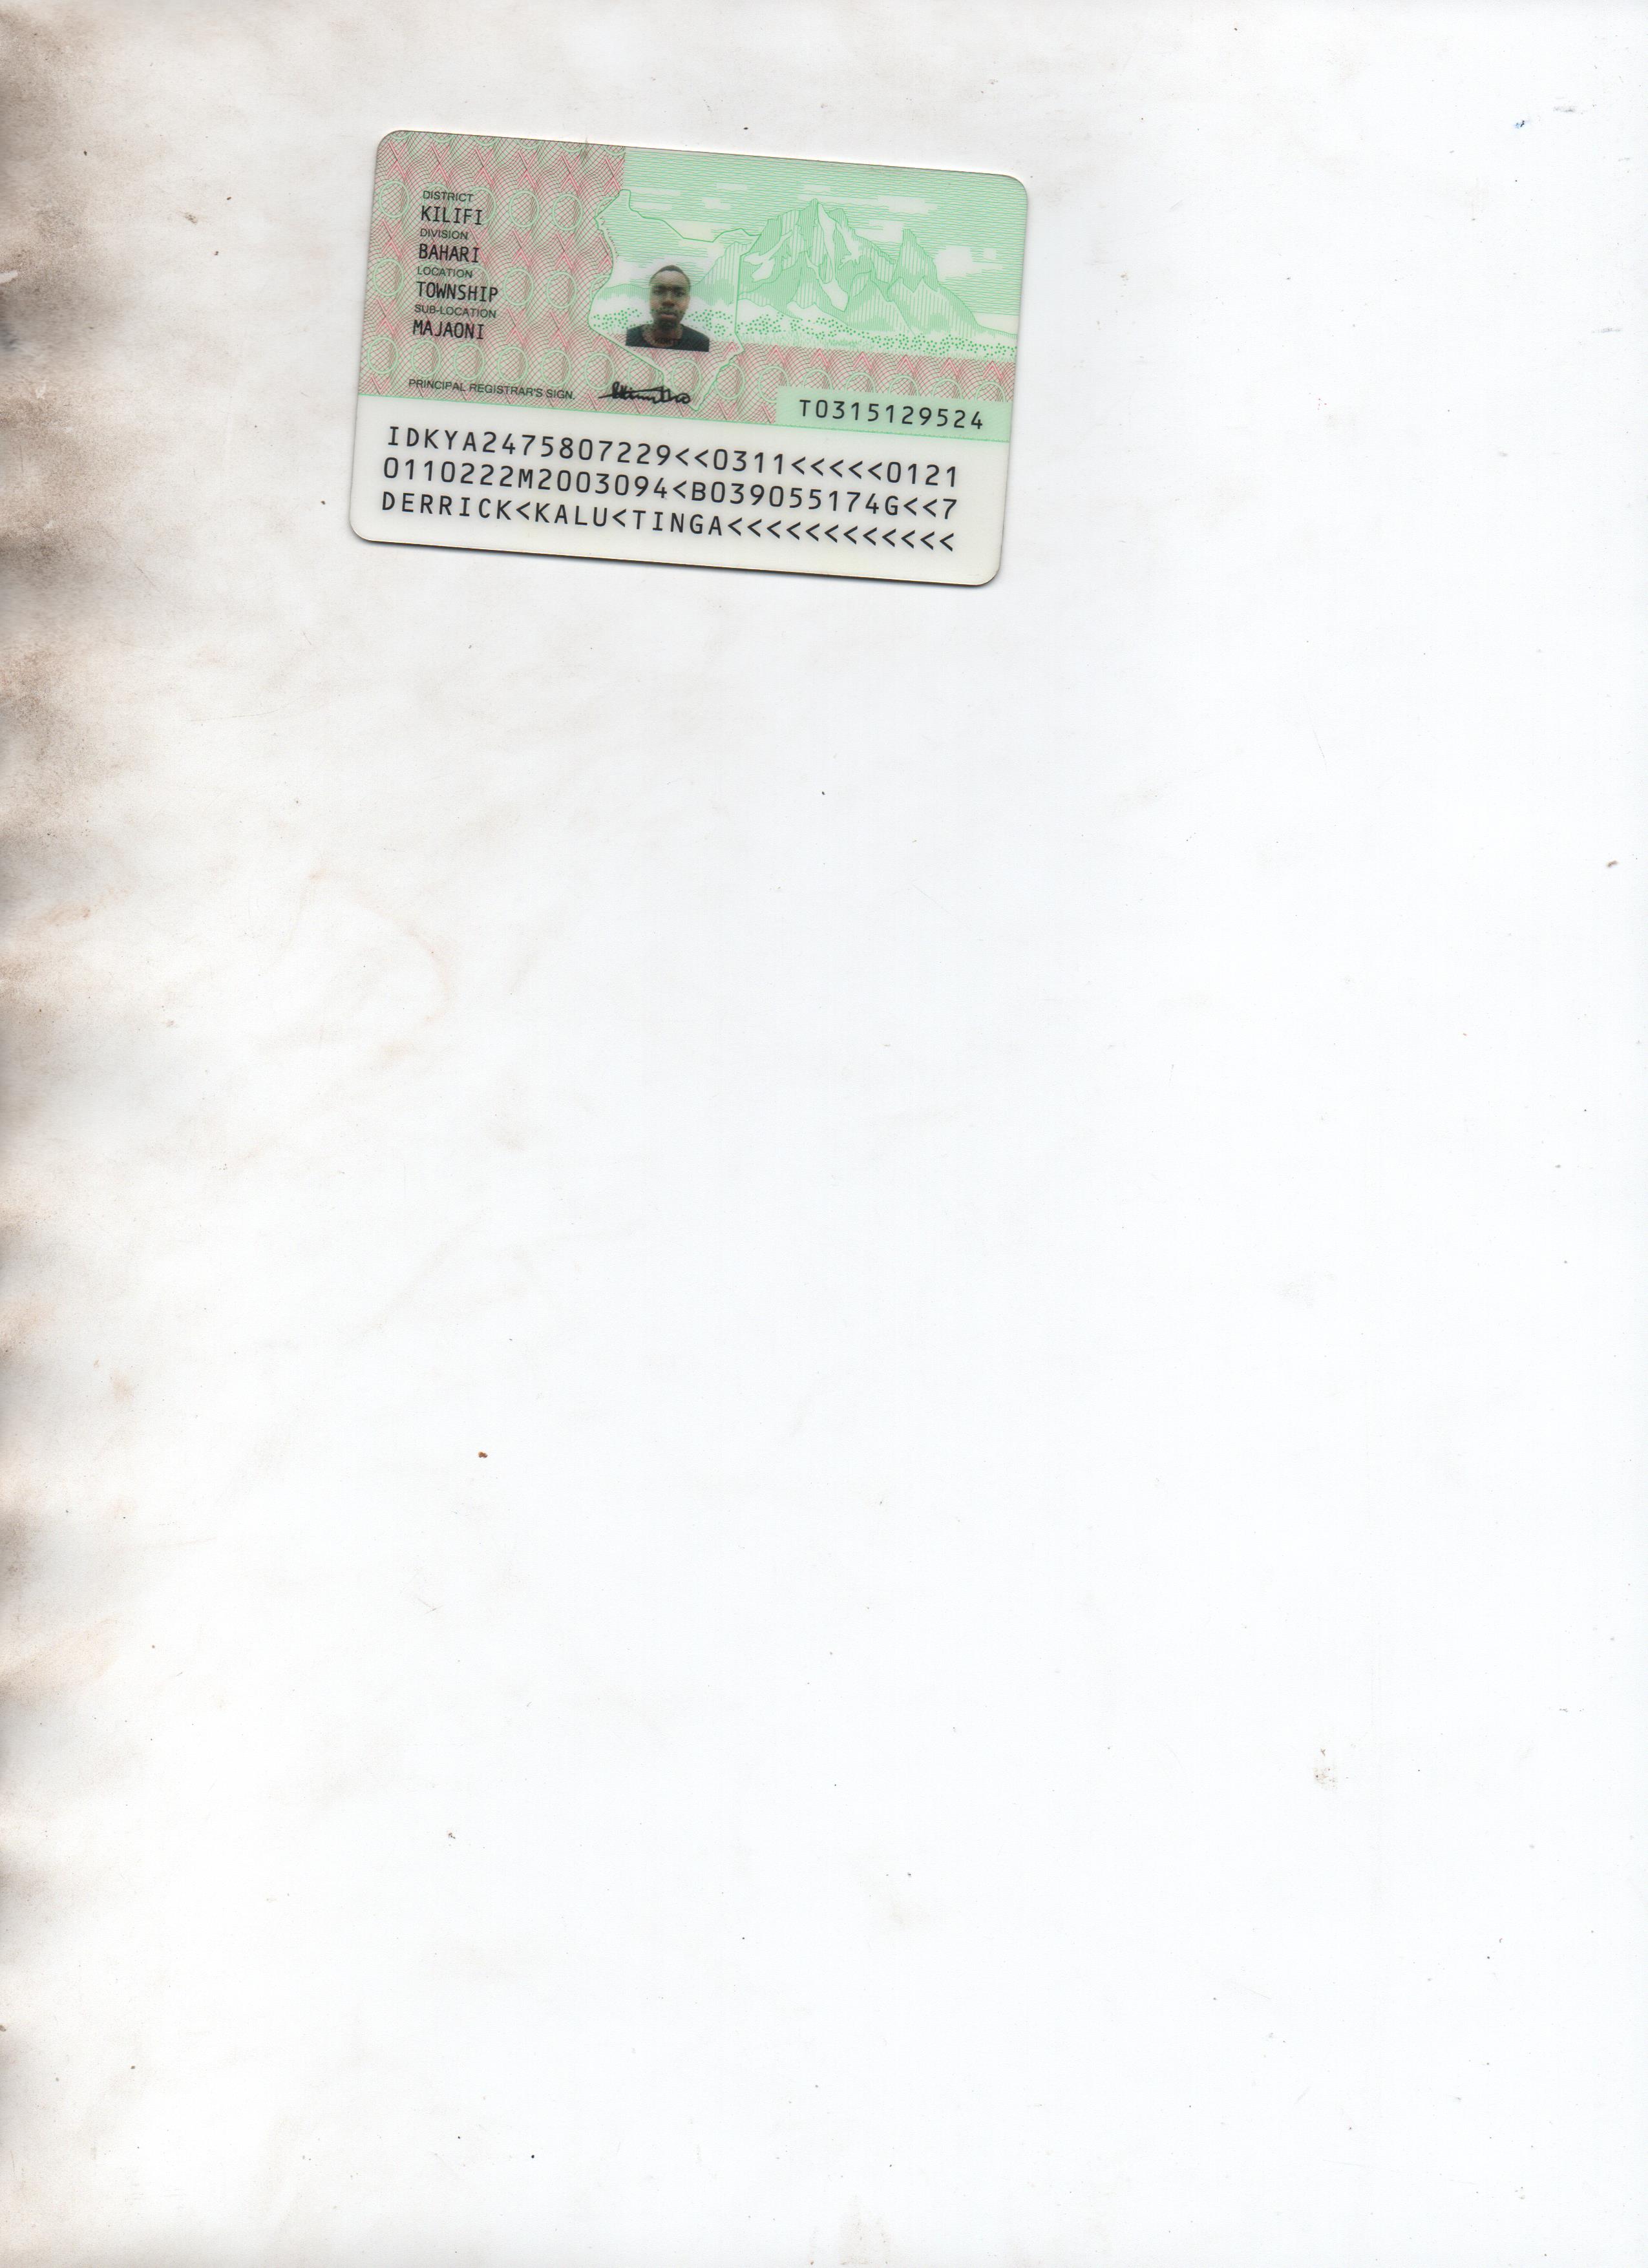 DISTRICT
KILIFI
DIVISION
BAHARI
LOCATION
TOWNSHIP
SUB-LOCATION
MAJAONI
PRINCIPAL REGISTRAR'S SIGN.
T0315129524
IDKYA2475807229<<0311<<<<<0121
0110222M2003094<B039055174G<<7
DERRICK<KALU<TINGA<<<<<<<<<<<<